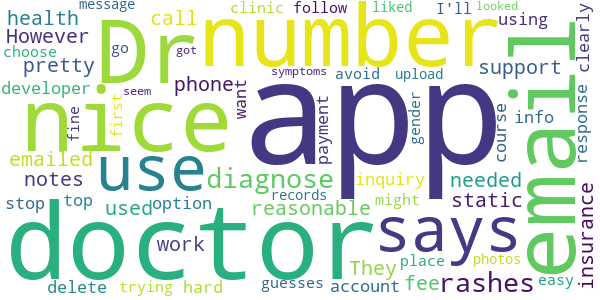 message clinic follow liked I'll looked
health call using
However go got
choose pretty Dr number support
developer phone symptoms avoid upload
fine first seem want
nice app email clearly
use payment gender course info response
emailed diagnose inquiry needed
notes used option reasonable records might static
stop top work They place insurance
doctor says fee rashes
delete trying hard guesses account photos easy